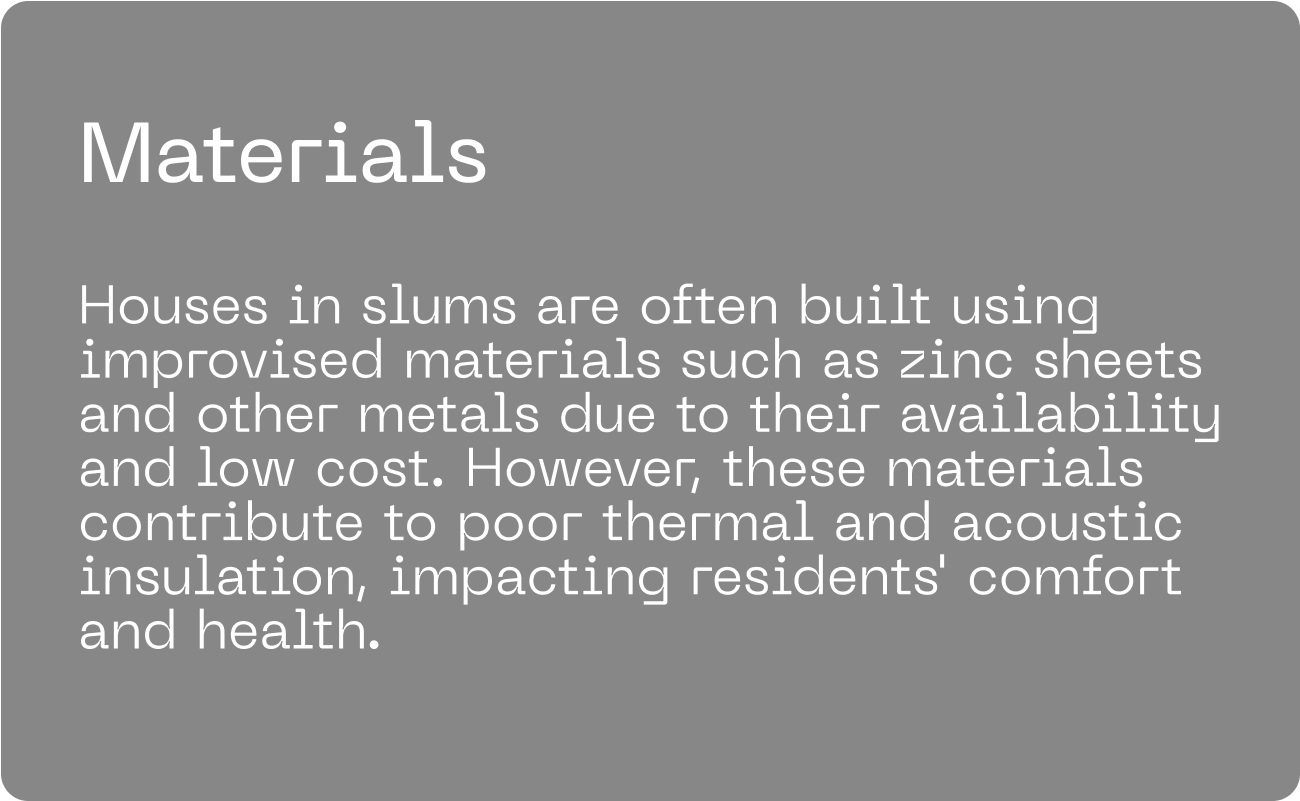 Materials
Houses in slums are often built using
improvised materials such as zinc sheets
and other metals due to their availability
and low cost. However, these materials
contribute to poor thermal and acoustic
insulation, impacting residents' comfort
and health.